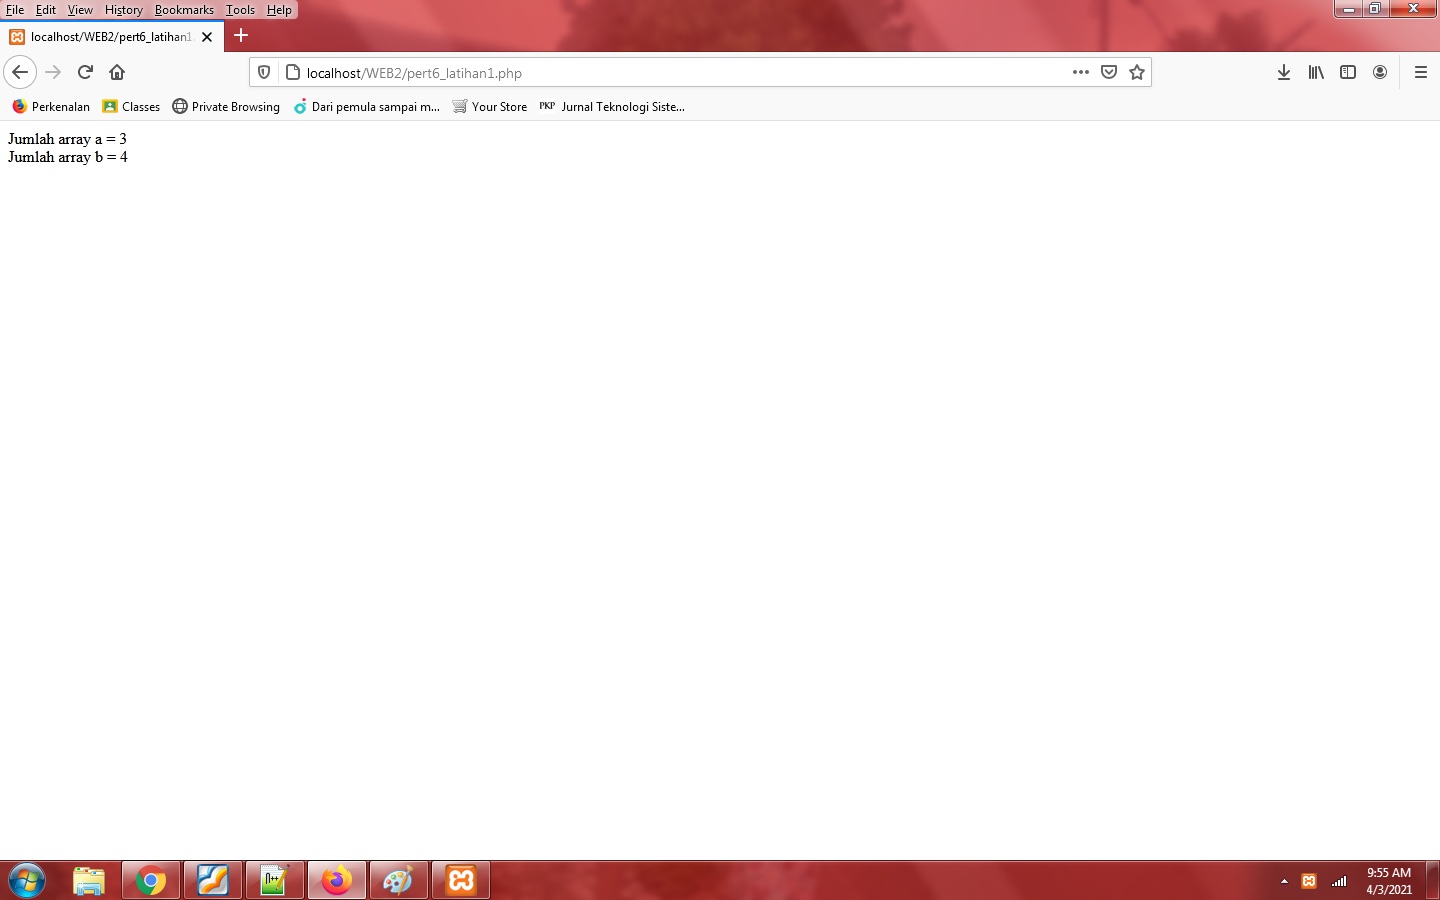 File Edit View History Bookmarks Tools Help
localhost/WEB2/pert6_latihan1
localhost/WEB2/pert6_latihan1.php
Perkenalan Classes Private Browsing Dari pemula sampai m... Your Store PKP Jurnal Teknologi Siste...
Jumlah array a = 3
Jumlah array b = 4
9:55 AM
4/3/2021